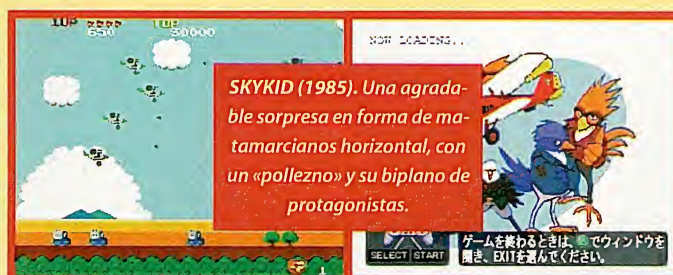 1UP
650
30000
NOW LOADING..
SKYKID (1985). Una agrada-
ble sorpresa en forma de ma-
tamarcianos horizontal, con
un «pollezno» y su biplano de
protagonistas.
SELECT START
ゲームを終わるときは、でウィンドウを
開き、EXITを選んでください。